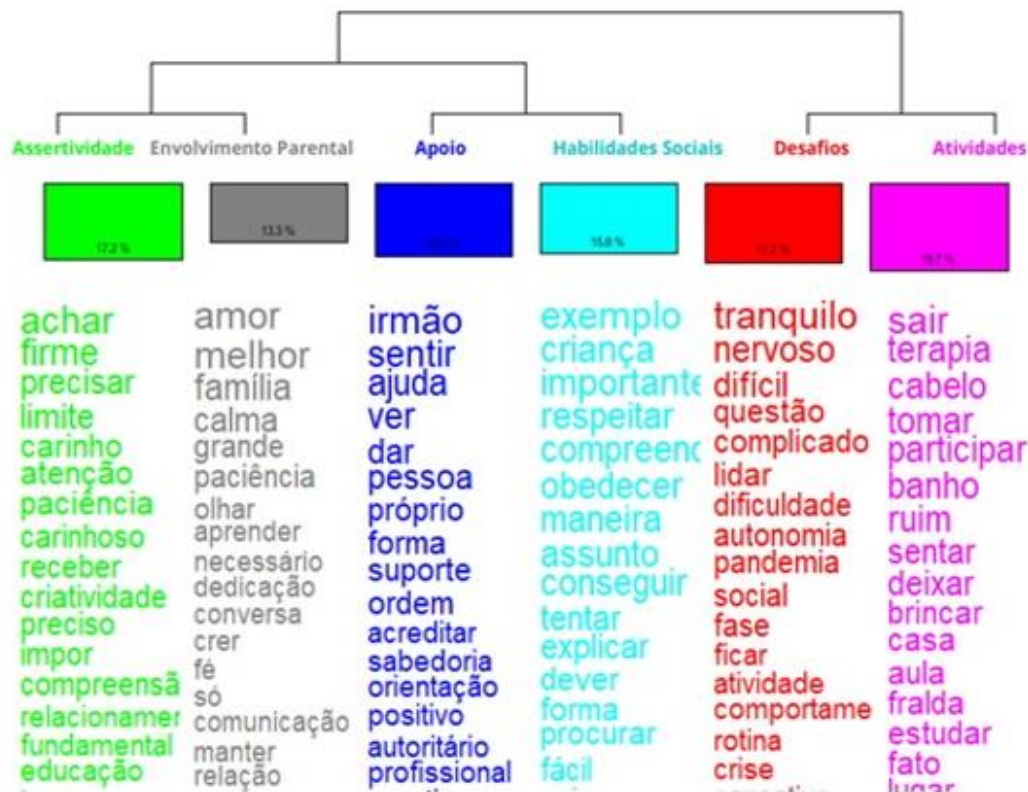 Assertividade Envolvimento Parental Apoio Habilidades Sociais Desafios Atividades
17.2 % 13.3 % 15.8 %
achar
firme
precisar
limite
carinho
atenção
paciência
carinhoso
receber
criatividade
preciso
impor
compreensã
relacionamer
fundamental
educação
amor
melhor
família
calma
grande
paciência
olhar
aprender
necessário
dedicação
conversa
crer
fé
só
comunicação
manter
relação
irmão
sentir
ajuda
ver
dar
pessoa
próprio
forma
suporte
ordem
acreditar
sabedoria
orientação
positivo
autoritário
profissional
exemplo
criança
importante
respeitar
compreenc
obedecer
maneira
assunto
conseguir
tentar
explicar
dever
forma
procurar
fácil
tranquilo
nervoso
difícil
questão
complicado
lidar
dificuldade
autonomia
pandemia
social
fase
ficar
atividade
comportame
rotina
crise
sair
terapia
cabelo
tomar
participar
banho
ruim
sentar
deixar
brincar
casa
aula
fralda
estudar
fato
lugar